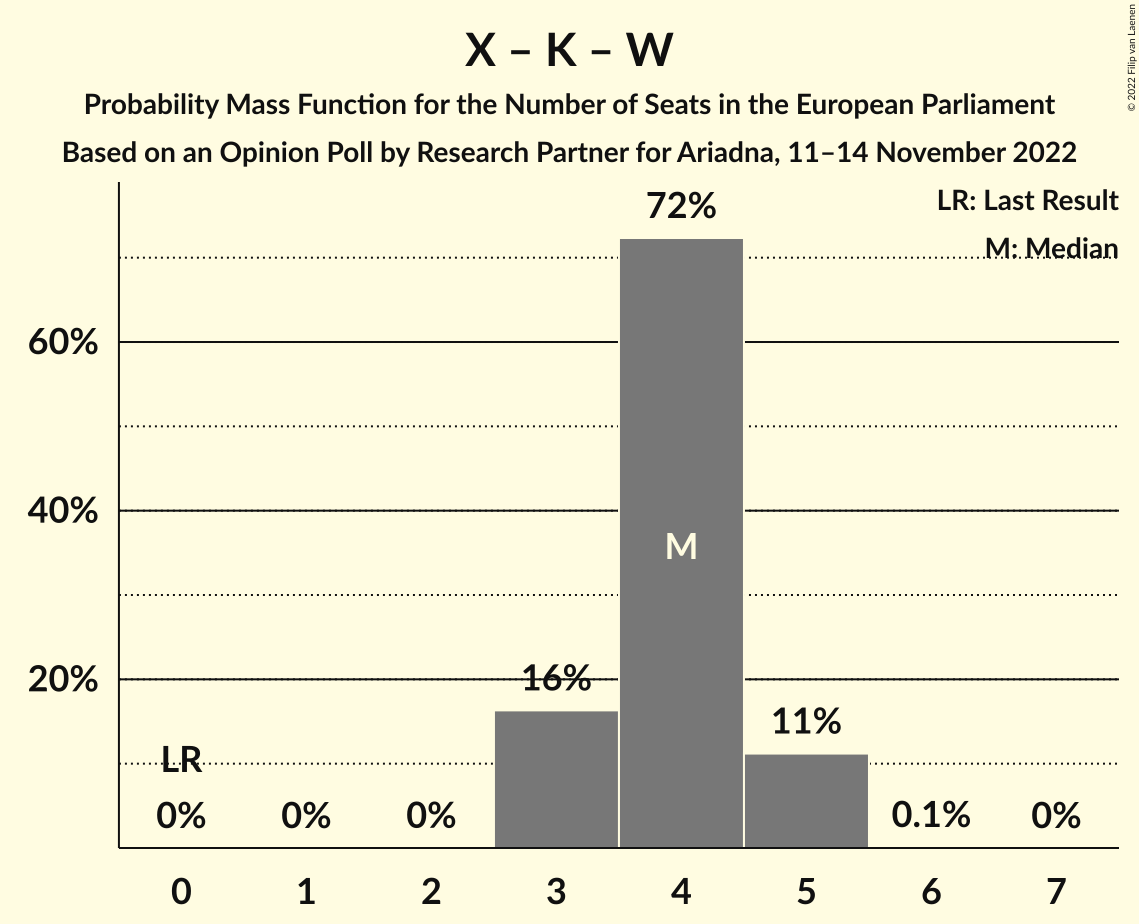 X – K – W
Probability Mass Function for the Number of Seats in the European Parliament
Based on an Opinion Poll by Research Partner for Ariadna, 11–14 November 2022
© 2022 Filip van Laenen
LR: Last Result
M: Median
72%
60%
40%
M
20%
16%
11%
LR
0%
0%
0%
0.1%
0%
0
1
2
3
4
5
6
7